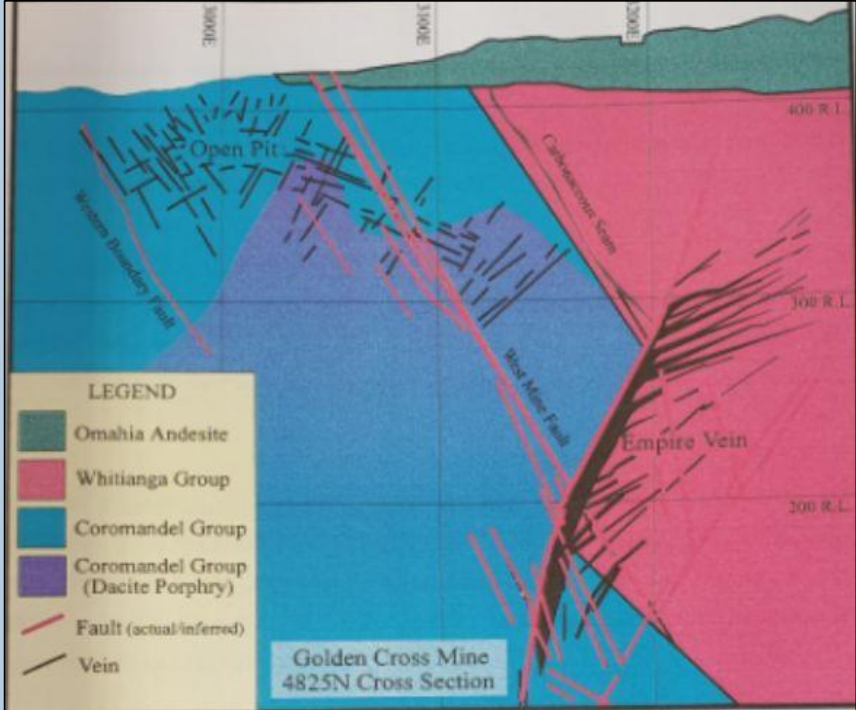 3000E
3100E
3200E
400 R.L.
Open Pit
Carbonaceous Seam
Western Boundary Fault
300 R.L.
West Mine Fault
Empire Vein
200 R.L.
LEGEND
Omahia Andesite
Whitianga Group
Coromandel Group
Coromandel Group
(Dacite Porphry)
Fault (actual/inferred)
Vein
Golden Cross Mine
4825N Cross Section